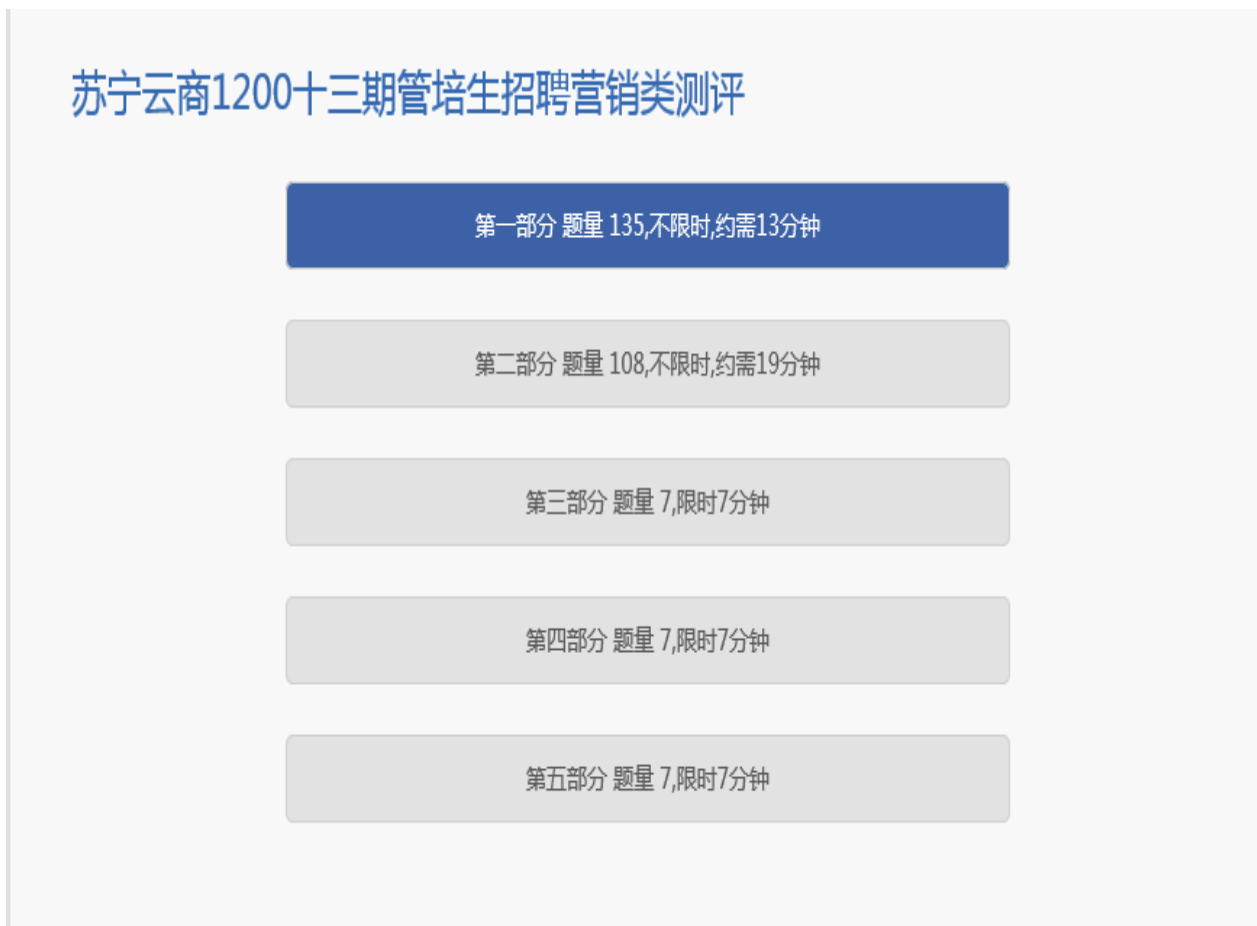 苏宁云商1200十三期管培生招聘营销类测评
第一部分 题量 135,不限时,约需13分钟
第二部分 题量 108,不限时,约需19分钟
第三部分 题量 7,限时7分钟
第四部分 题量 7,限时7分钟
第五部分 题量 7,限时7分钟